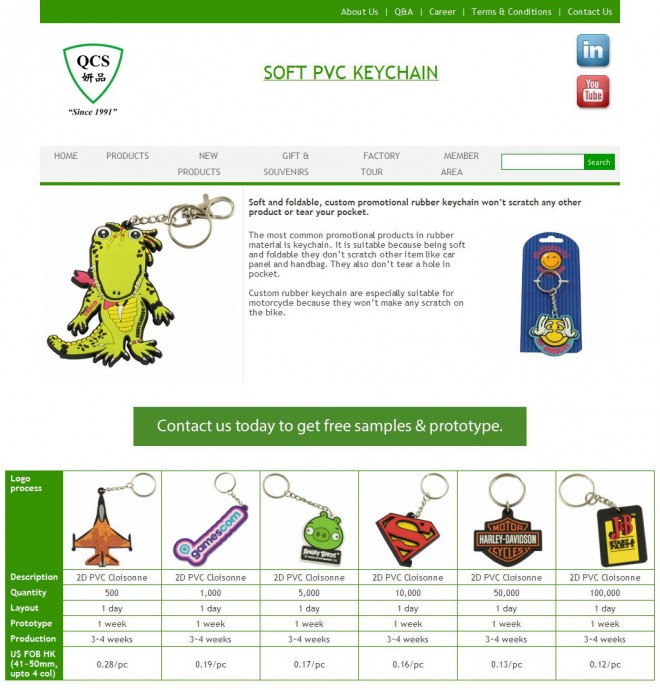 About Us | Q&A | Career | Terms & Conditions | Contact Us
QCS
妍品
“Since 1991”
SOFT PVC KEYCHAIN
in
You
Tube
HOME PRODUCTS NEW PRODUCTS GIFT & SOUVENIRS FACTORY TOUR MEMBER AREA Search
Soft and foldable, custom promotional rubber keychain won’t scratch any other
product or tear your pocket.
The most common promotional products in rubber
material is keychain. It is suitable because being soft
and foldable they don’t scratch other item like car
panel and handbag. They also don’t tear a hole in
pocket.
Custom rubber keychain are especially suitable for
motorcycle because they won’t make any scratch on
the bike.
Contact us today to get free samples & prototype.
Logo
process
gamescom
ANGRY BIRDS
S
MOTOR
HARLEY-DAVIDSON
CYCLES
J&B
START A
PARTY
Description 2D PVC Cloisonne 2D PVC Cloisonne 2D PVC Cloisonne 2D PVC Cloisonne 2D PVC Cloisonne 2D PVC Cloisonne
Quantity 500 1,000 5,000 10,000 50,000 100,000
Layout 1 day 1 day 1 day 1 day 1 day 1 day
Prototype 1 week 1 week 1 week 1 week 1 week 1 week
Production 3~4 weeks 3~4 weeks 3~4 weeks 3~4 weeks 3~4 weeks 3~4 weeks
US FOB HK
(41~50mm,
upto 4 col) 0.28/pc 0.19/pc 0.17/pc 0.16/pc 0.13/pc 0.12/pc